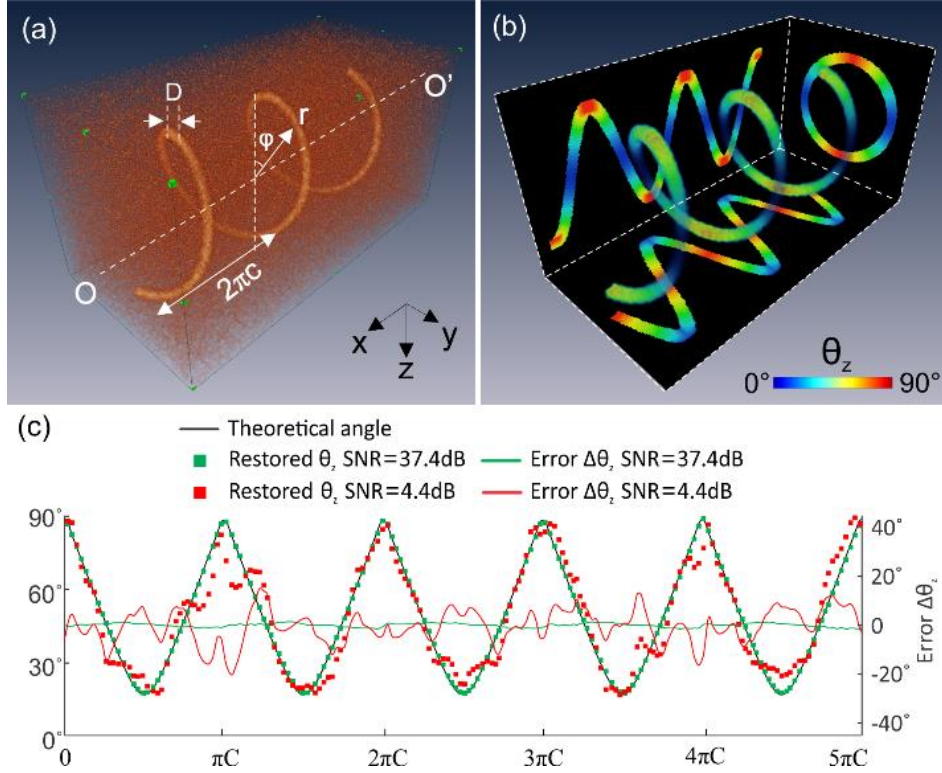 (a)
D
O'
r
φ
O
2πc
x
y
z
(b)
θz
0°
90°
(c)
Theoretical angle
Restored θz SNR=37.4dB
Error Δθz SNR=37.4dB
Restored θz SNR=4.4dB
Error Δθz SNR=4.4dB
90°
60°
30°
0°
40°
20°
0°
-20°
-40°
Error Δθz
0
πC
2πC
3πC
4πC
5πC